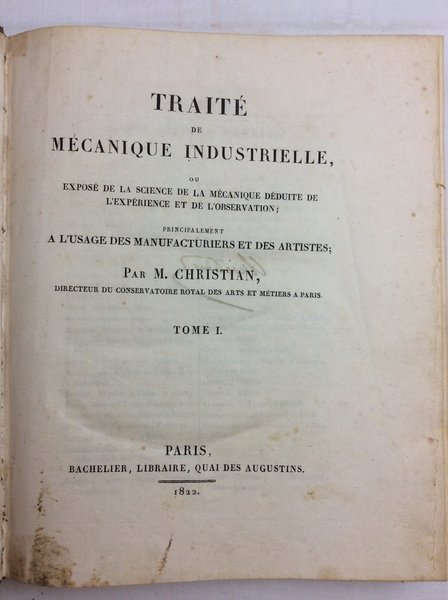 TRAITÉ
DE
MÉCANIQUE INDUSTRIELLE,
OU
EXPOSÉ DE LA SCIENCE DE LA MÉCANIQUE DÉDUITE DE
L'EXPÉRIENCE ET DE L'OBSERVATION;
PRINCIPALEMENT
A L'USAGE DES MANUFACTURIERS ET DES ARTISTES;
PAR M. CHRISTIAN,
DIRECTEUR DU CONSERVATOIRE ROYAL DES ARTS ET MÉTIERS A PARIS.
TOME I.
PARIS,
BACHELIER, LIBRAIRE, QUAI DES AUGUSTINS.
1822.